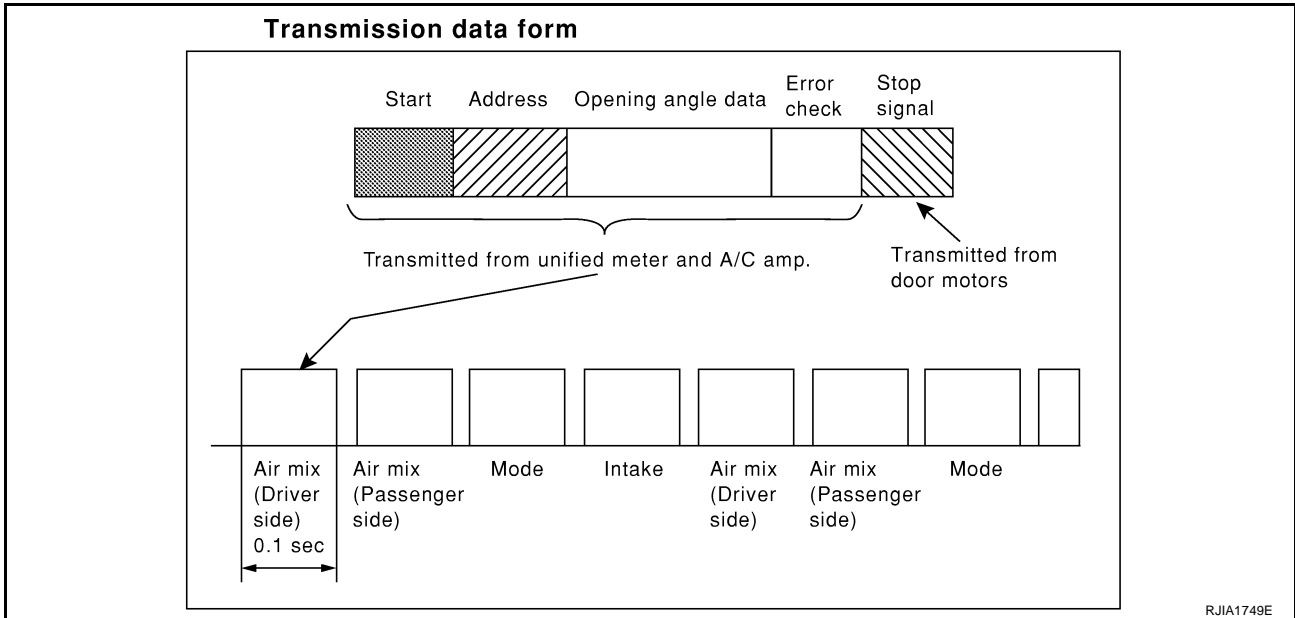 Transmission data form
Start
Address
Opening angle data
Error
check
Stop
signal
Transmitted from unified meter and A/C amp.
Transmitted from
door motors
Air mix
(Driver
side)
0.1 sec
Air mix
(Passenger
side)
Mode
Intake
Air mix
(Driver
side)
Air mix
(Passenger
side)
Mode
RJIA1749E